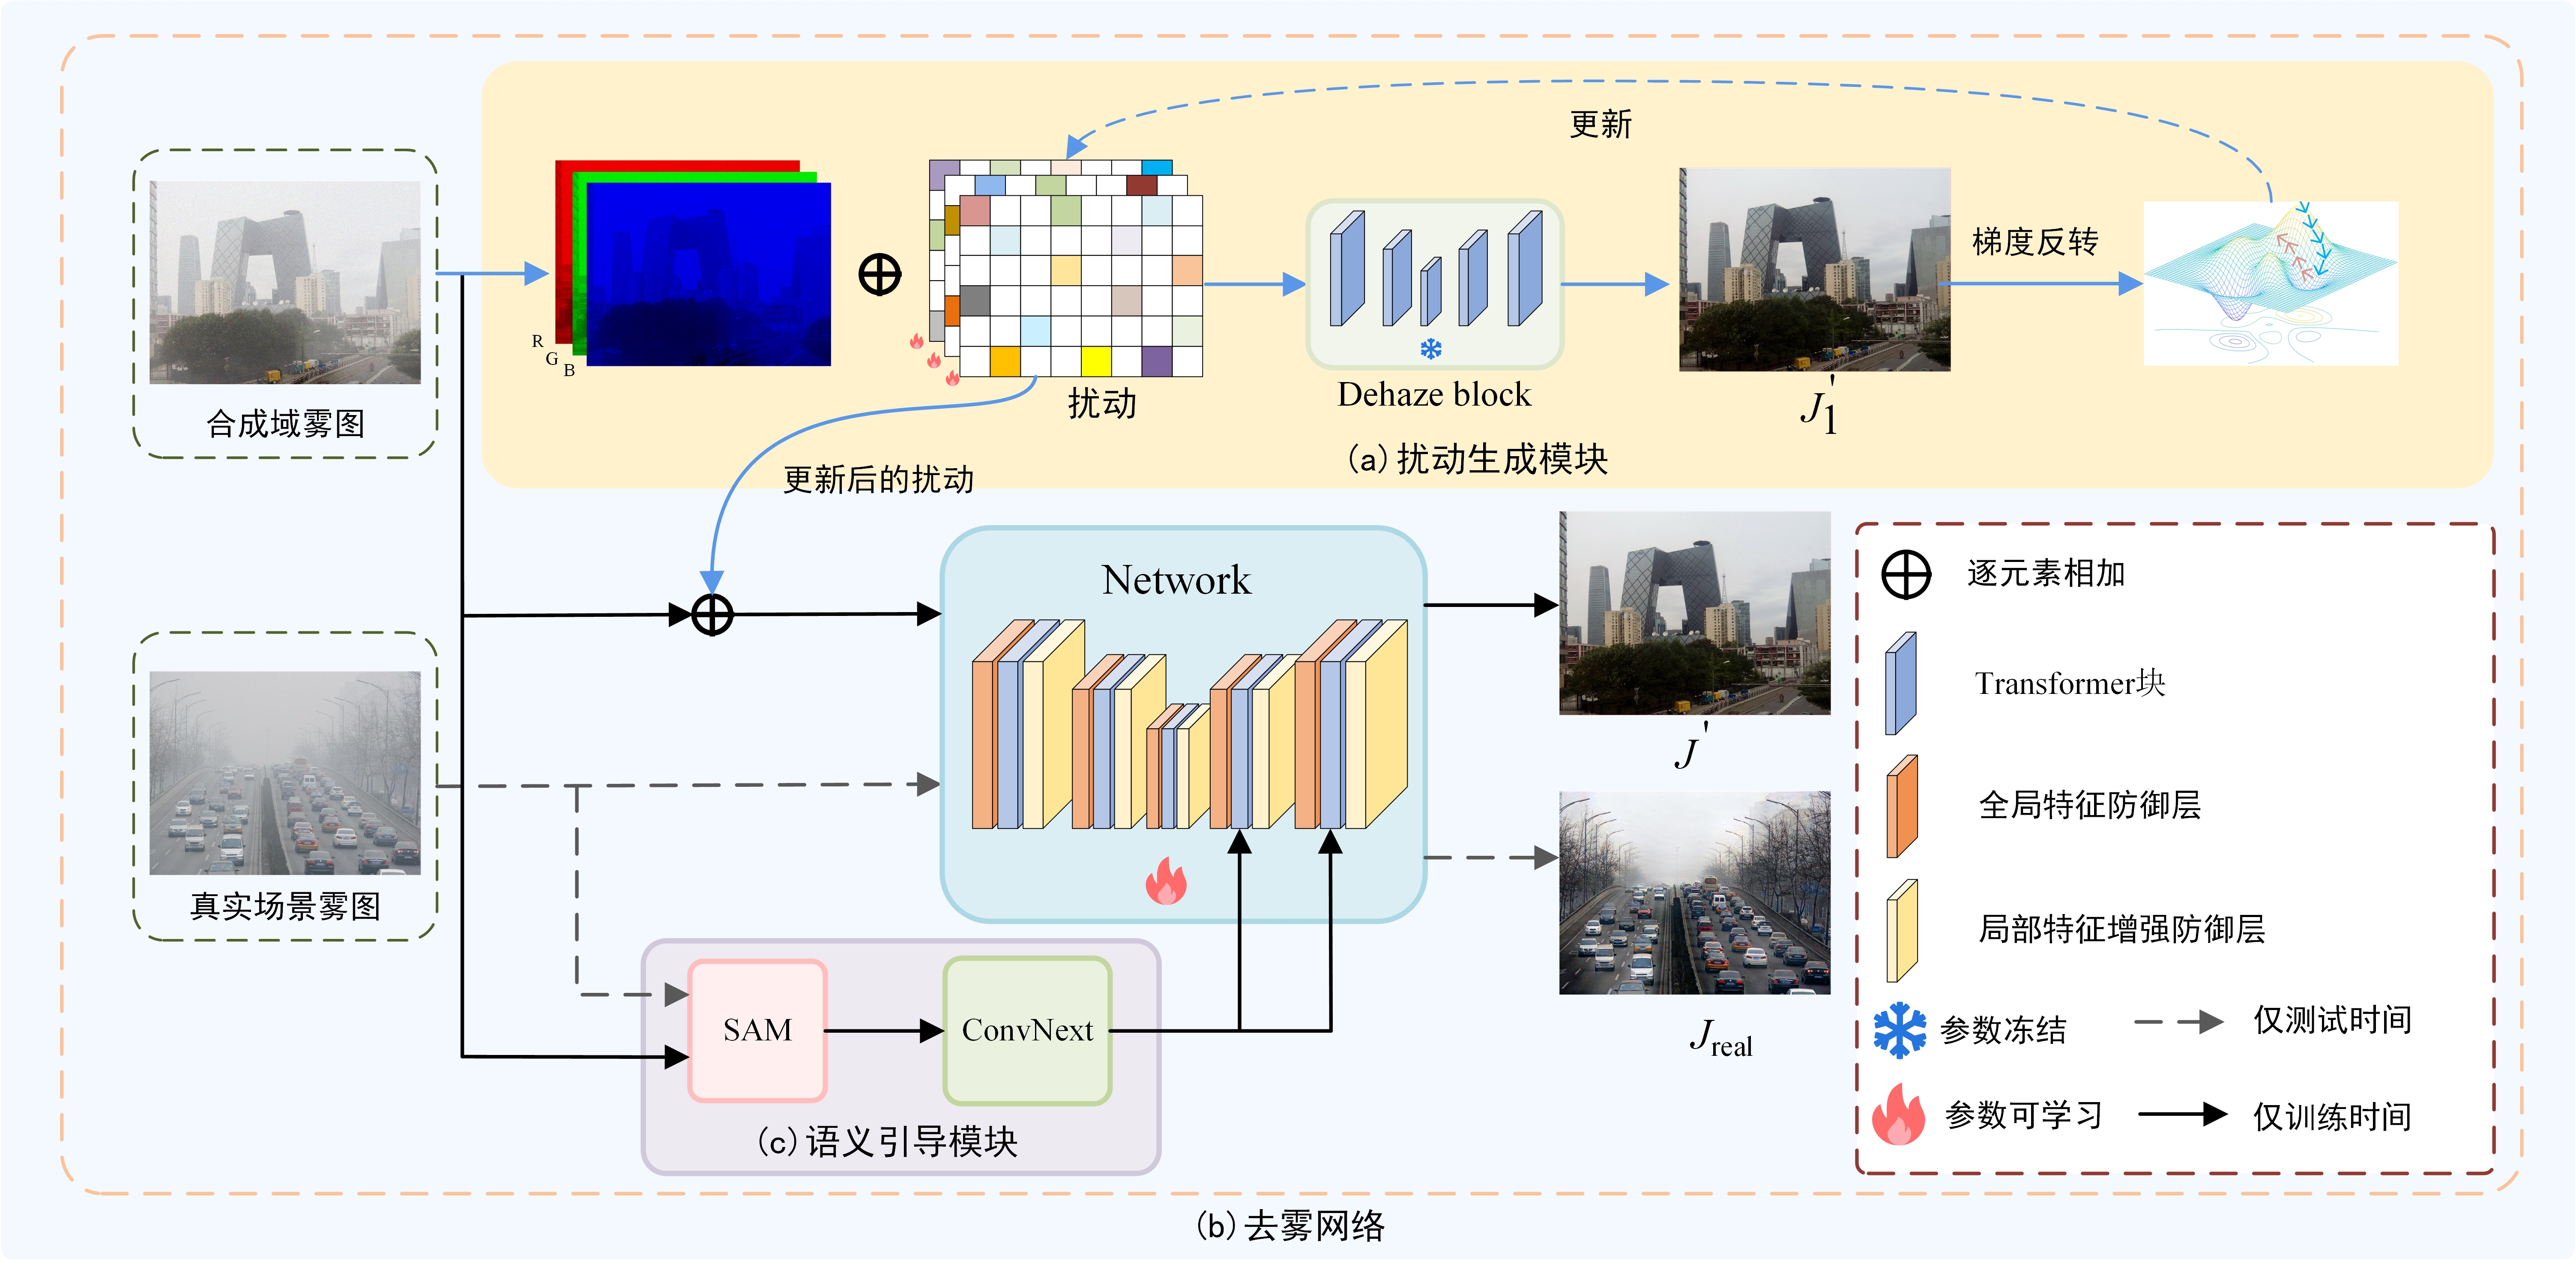 更新
梯度反转
R
G
B
合成域雾图
扰动
Dehaze block
J₁'
(a)扰动生成模块
更新后的扰动
Network
J'
真实场景雾图
J_real
SAM
ConvNext
(c)语义引导模块
逐元素相加
Transformer块
全局特征防御层
局部特征增强防御层
参数冻结
仅测试时间
参数可学习
仅训练时间
(b)去雾网络